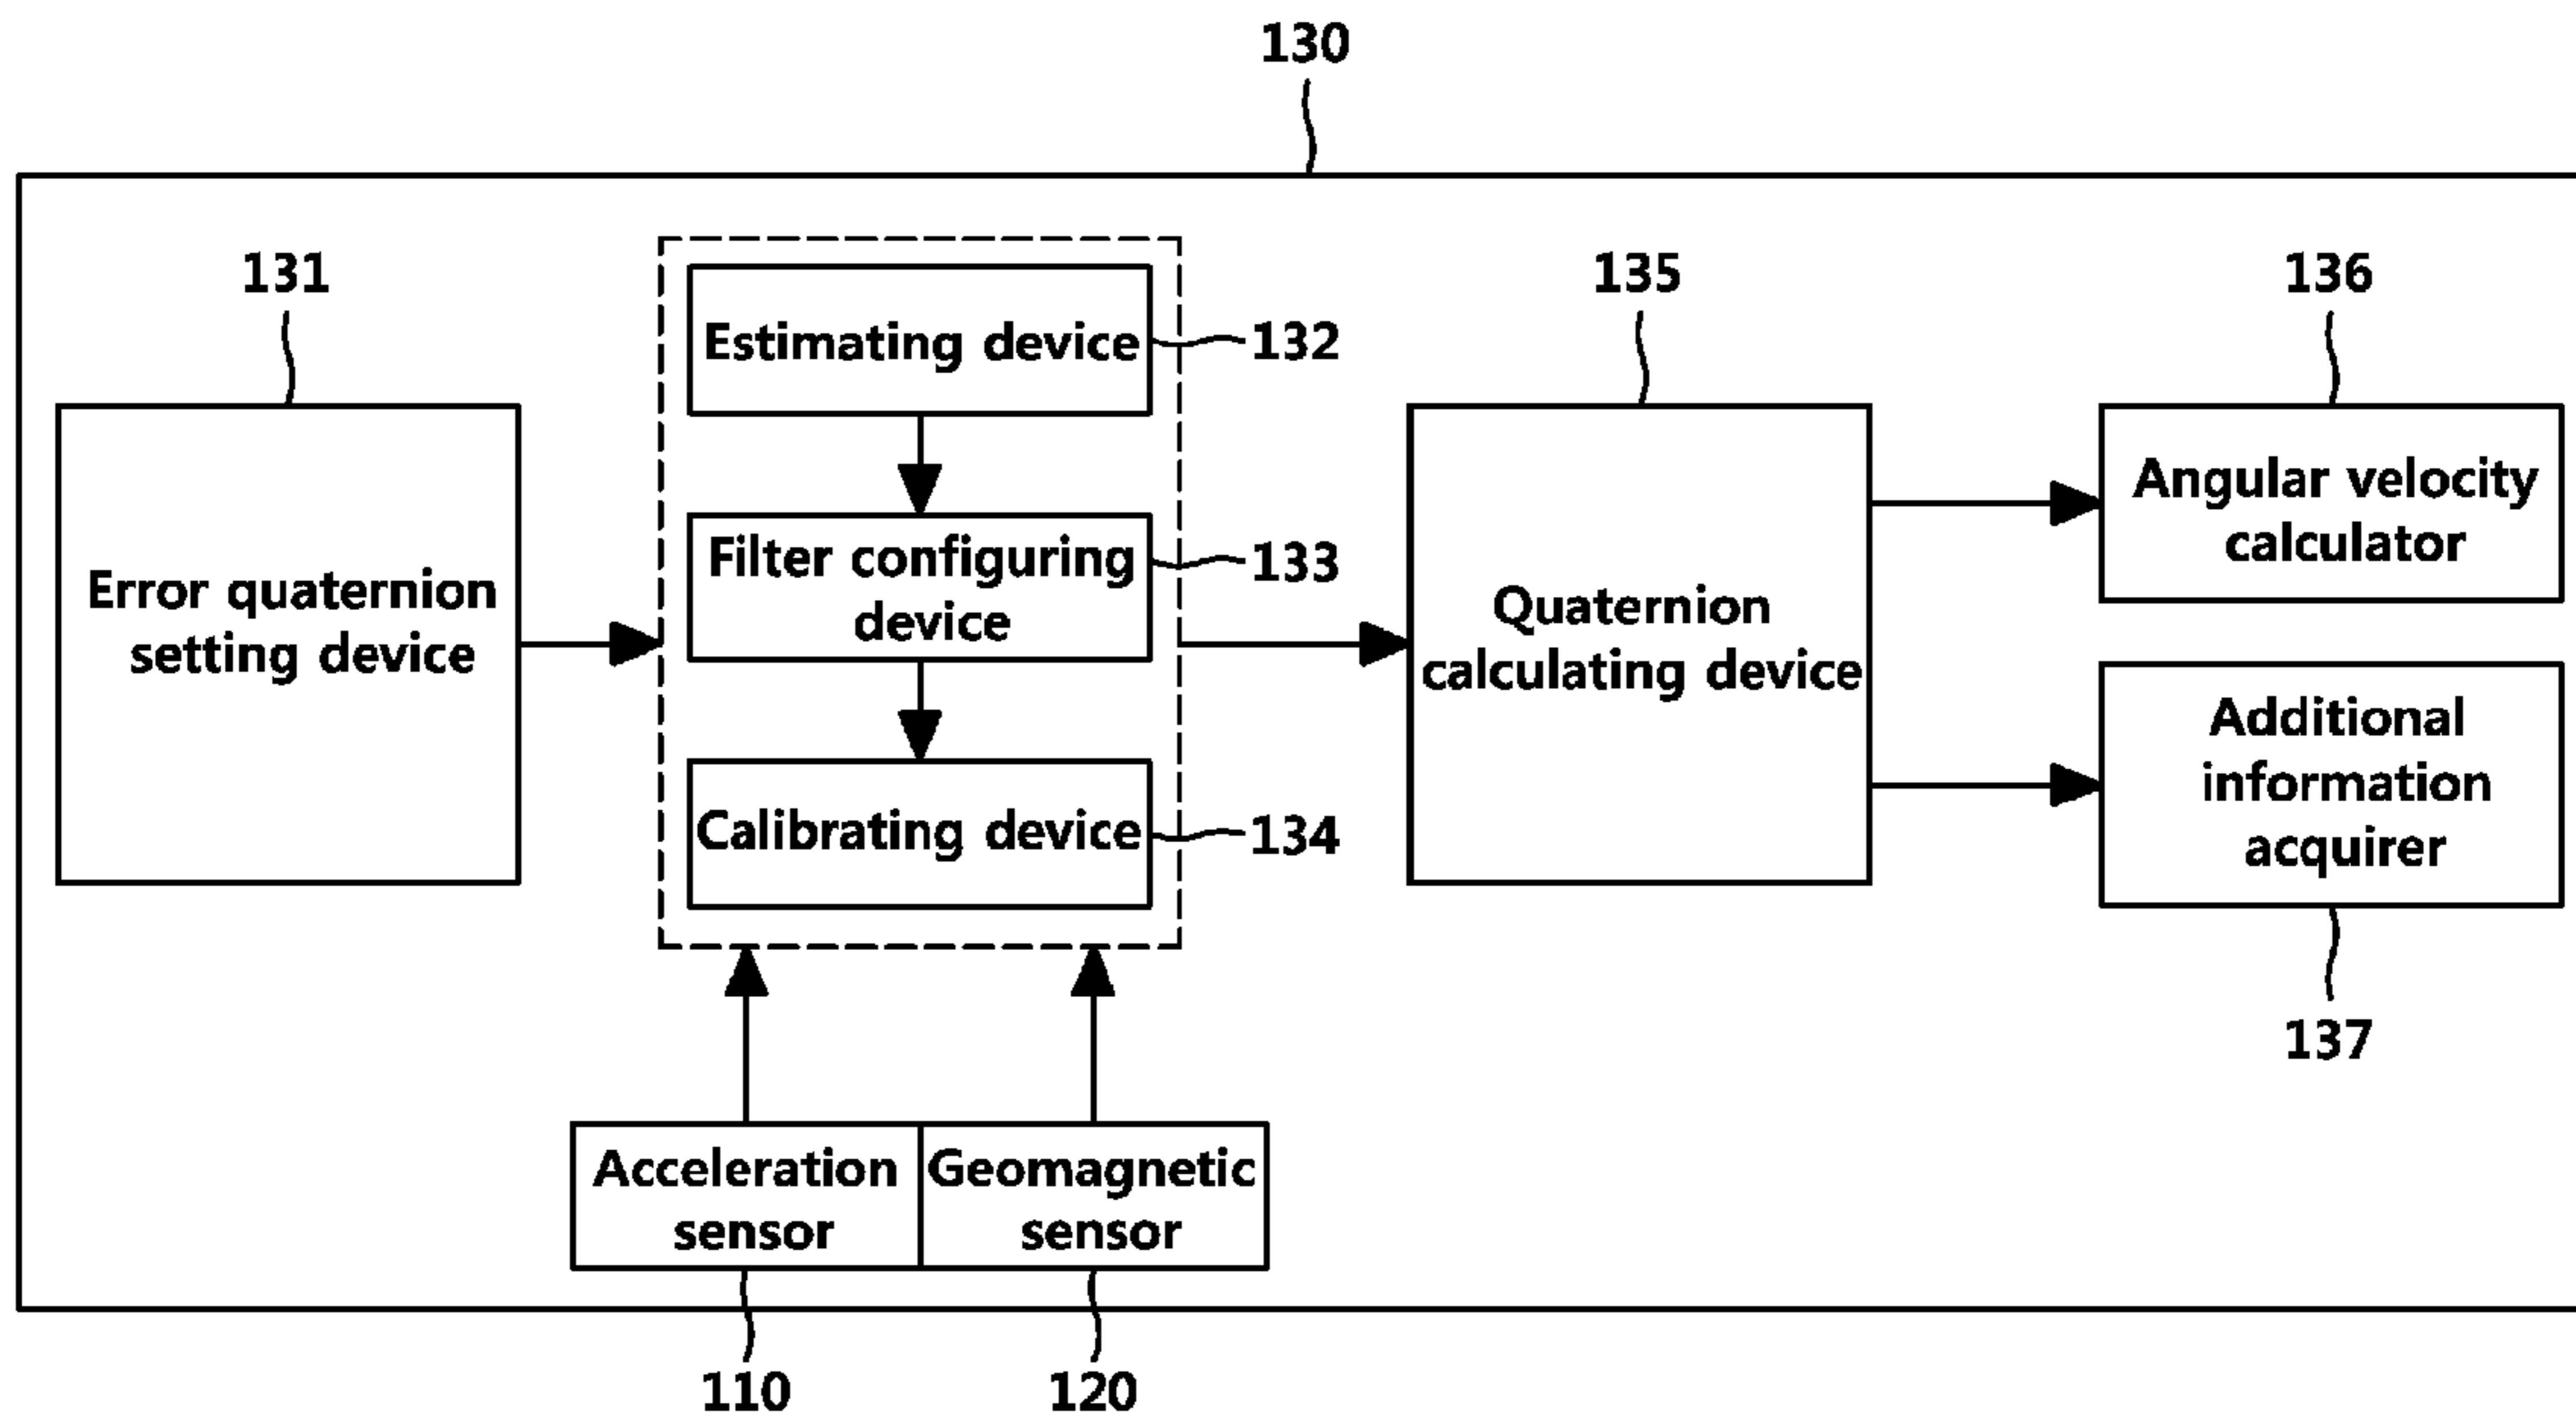 130
131
Error quaternion
setting device
Estimating device
132
Filter configuring
device
133
Calibrating device
134
135
Quaternion
calculating device
136
Angular velocity
calculator
Additional
information
acquirer
137
Acceleration
sensor
Geomagnetic
sensor
110
120